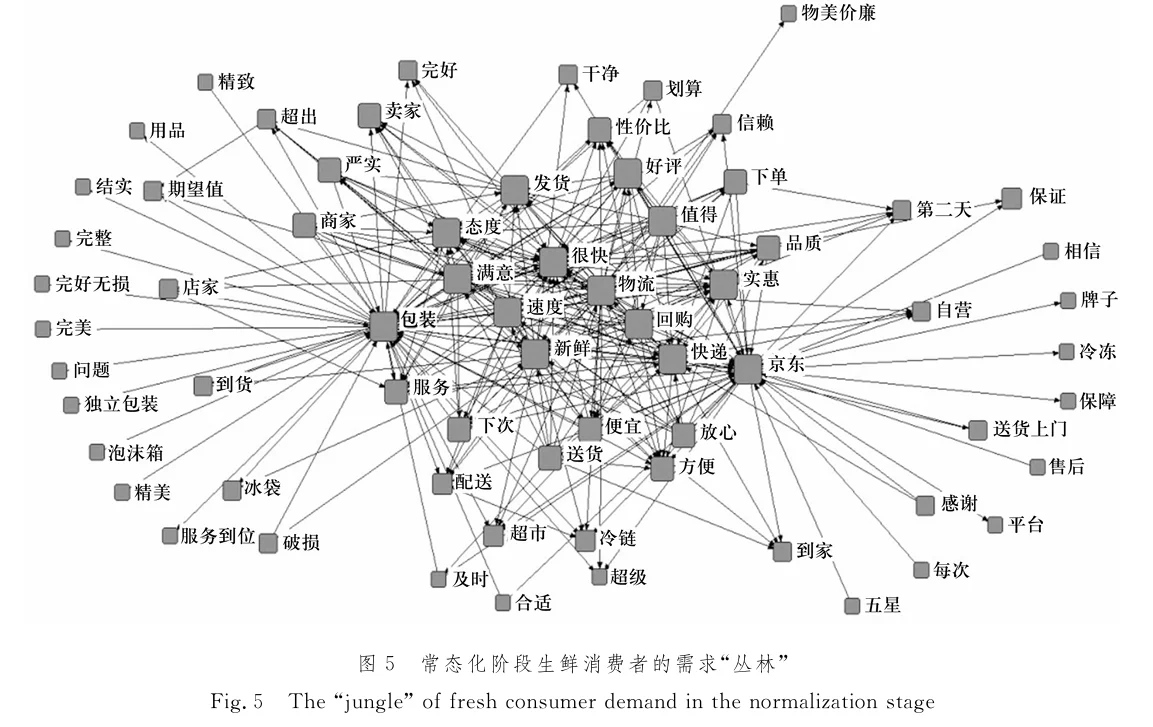 物美价廉
完好
干净
精致
划算
超出
卖家
性价比
信赖
用品
严实
好评
下单
结实
期望值
发货
保证
第二天
商家
态度
值得
完整
品质
相信
很快
满意
物流
实惠
完好无损
店家
牌子
速度
自营
包装
回购
完美
新鲜
快递
冷冻
京东
问题
到货
服务
独立包装
保障
下次
便宜
放心
送货上门
泡沫箱
送货
方便
售后
精美
冰袋
配送
感谢
平台
服务到位
破损
超市
冷链
到家
及时
超级
每次
合适
五星
图 5 常态化阶段生鲜消费者的需求“丛林”
Fig. 5 The “jungle” of fresh consumer demand in the normalization stage